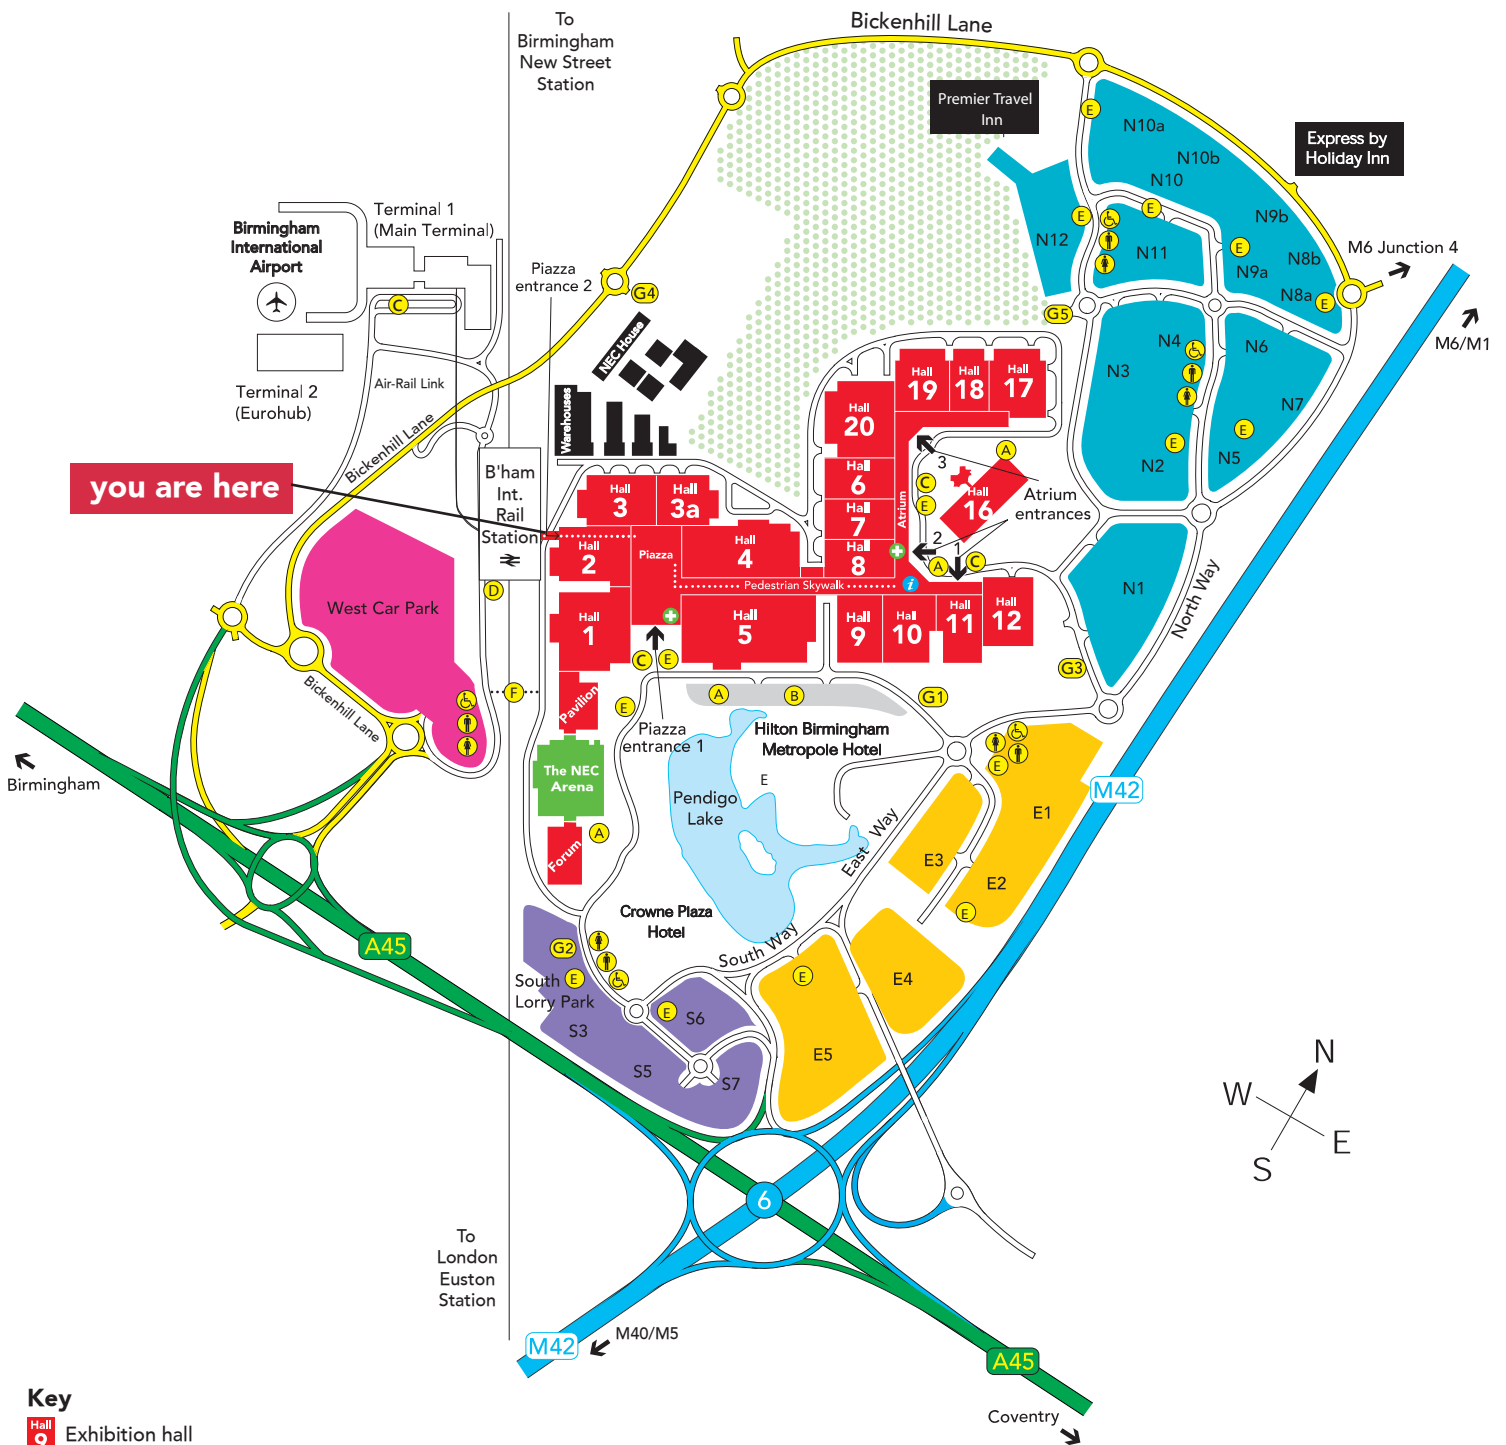 Bickenhill Lane
To
Birmingham
New Street
Station
Premier Travel
Inn
Express by
Holiday Inn
E
N10a
N10b
N10
N9b
N8b
N9a
N8a
E
E
E
E
N12
N11
M6 Junction 4
M6/M1
Terminal 1
(Main Terminal)
Birmingham
International
Airport
C
Terminal 2
(Eurohub)
Air-Rail Link
Piazza
entrance 2
G4
G5
NEC House
Warehouses
Bickenhill Lane
you are here
B'ham
Int.
Rail
Station
N4
N3
N2
E
N6
N7
N5
E
N1
North Way
Hall
19
Hall
18
Hall
17
Hall
20
Hall
6
Hall
7
Hall
8
Atrium
Hall
16
A
3
C
E
Atrium
entrances
2
1
A
C
Hall
3
Hall
3a
Hall
2
Piazza
Hall
4
Pedestrian Skywalk
i
Hall
1
Hall
5
Hall
9
Hall
10
Hall
11
Hall
12
D
F
West Car Park
Bickenhill Lane
C
E
E
A
B
G1
G3
Pavilion
Piazza
entrance 1
Hilton Birmingham
Metropole Hotel
E
The NEC
Arena
Pendigo
Lake
A
Forum
East Way
E
E1
E3
E2
E
M42
Birmingham
A45
Crowne Plaza
Hotel
South Way
G2
E
South
Lorry Park
S3
S5
S6
E
S7
E
E4
E5
N
W
E
S
6
To
London
Euston
Station
M42
M40/M5
A45
Coventry
Key
Hall
9
Exhibition hall